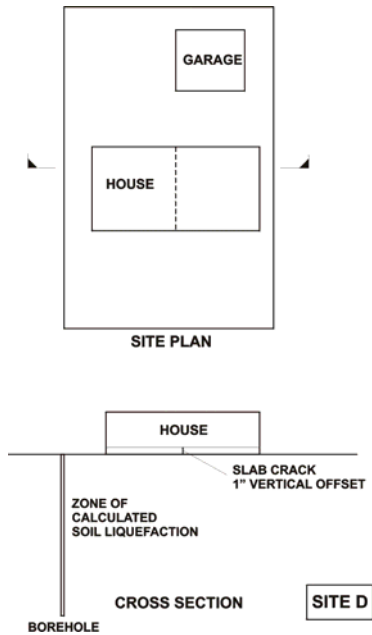 GARAGE
HOUSE
SITE PLAN
HOUSE
SLAB CRACK
1" VERTICAL OFFSET
ZONE OF
CALCULATED
SOIL LIQUEFACTION
CROSS SECTION
SITE D
BOREHOLE